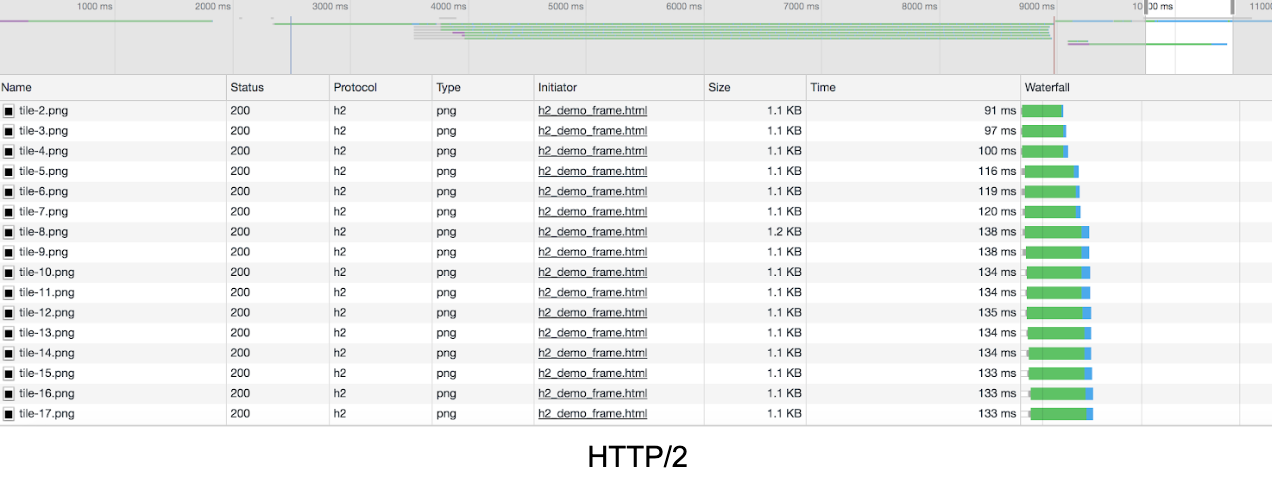 1000 ms 2000 ms 3000 ms 4000 ms 5000 ms 6000 ms 7000 ms 8000 ms 9000 ms 10 00 ms 11000
Name Status Protocol Type Initiator Size Time Waterfall
tile-2.png 200 h2 png h2_demo_frame.html 1.1 KB 91 ms
tile-3.png 200 h2 png h2_demo_frame.html 1.1 KB 97 ms
tile-4.png 200 h2 png h2_demo_frame.html 1.1 KB 100 ms
tile-5.png 200 h2 png h2_demo_frame.html 1.1 KB 116 ms
tile-6.png 200 h2 png h2_demo_frame.html 1.1 KB 119 ms
tile-7.png 200 h2 png h2_demo_frame.html 1.1 KB 120 ms
tile-8.png 200 h2 png h2_demo_frame.html 1.2 KB 138 ms
tile-9.png 200 h2 png h2_demo_frame.html 1.1 KB 138 ms
tile-10.png 200 h2 png h2_demo_frame.html 1.1 KB 134 ms
tile-11.png 200 h2 png h2_demo_frame.html 1.1 KB 134 ms
tile-12.png 200 h2 png h2_demo_frame.html 1.1 KB 135 ms
tile-13.png 200 h2 png h2_demo_frame.html 1.1 KB 134 ms
tile-14.png 200 h2 png h2_demo_frame.html 1.1 KB 134 ms
tile-15.png 200 h2 png h2_demo_frame.html 1.1 KB 133 ms
tile-16.png 200 h2 png h2_demo_frame.html 1.1 KB 133 ms
tile-17.png 200 h2 png h2_demo_frame.html 1.1 KB 133 ms
HTTP/2